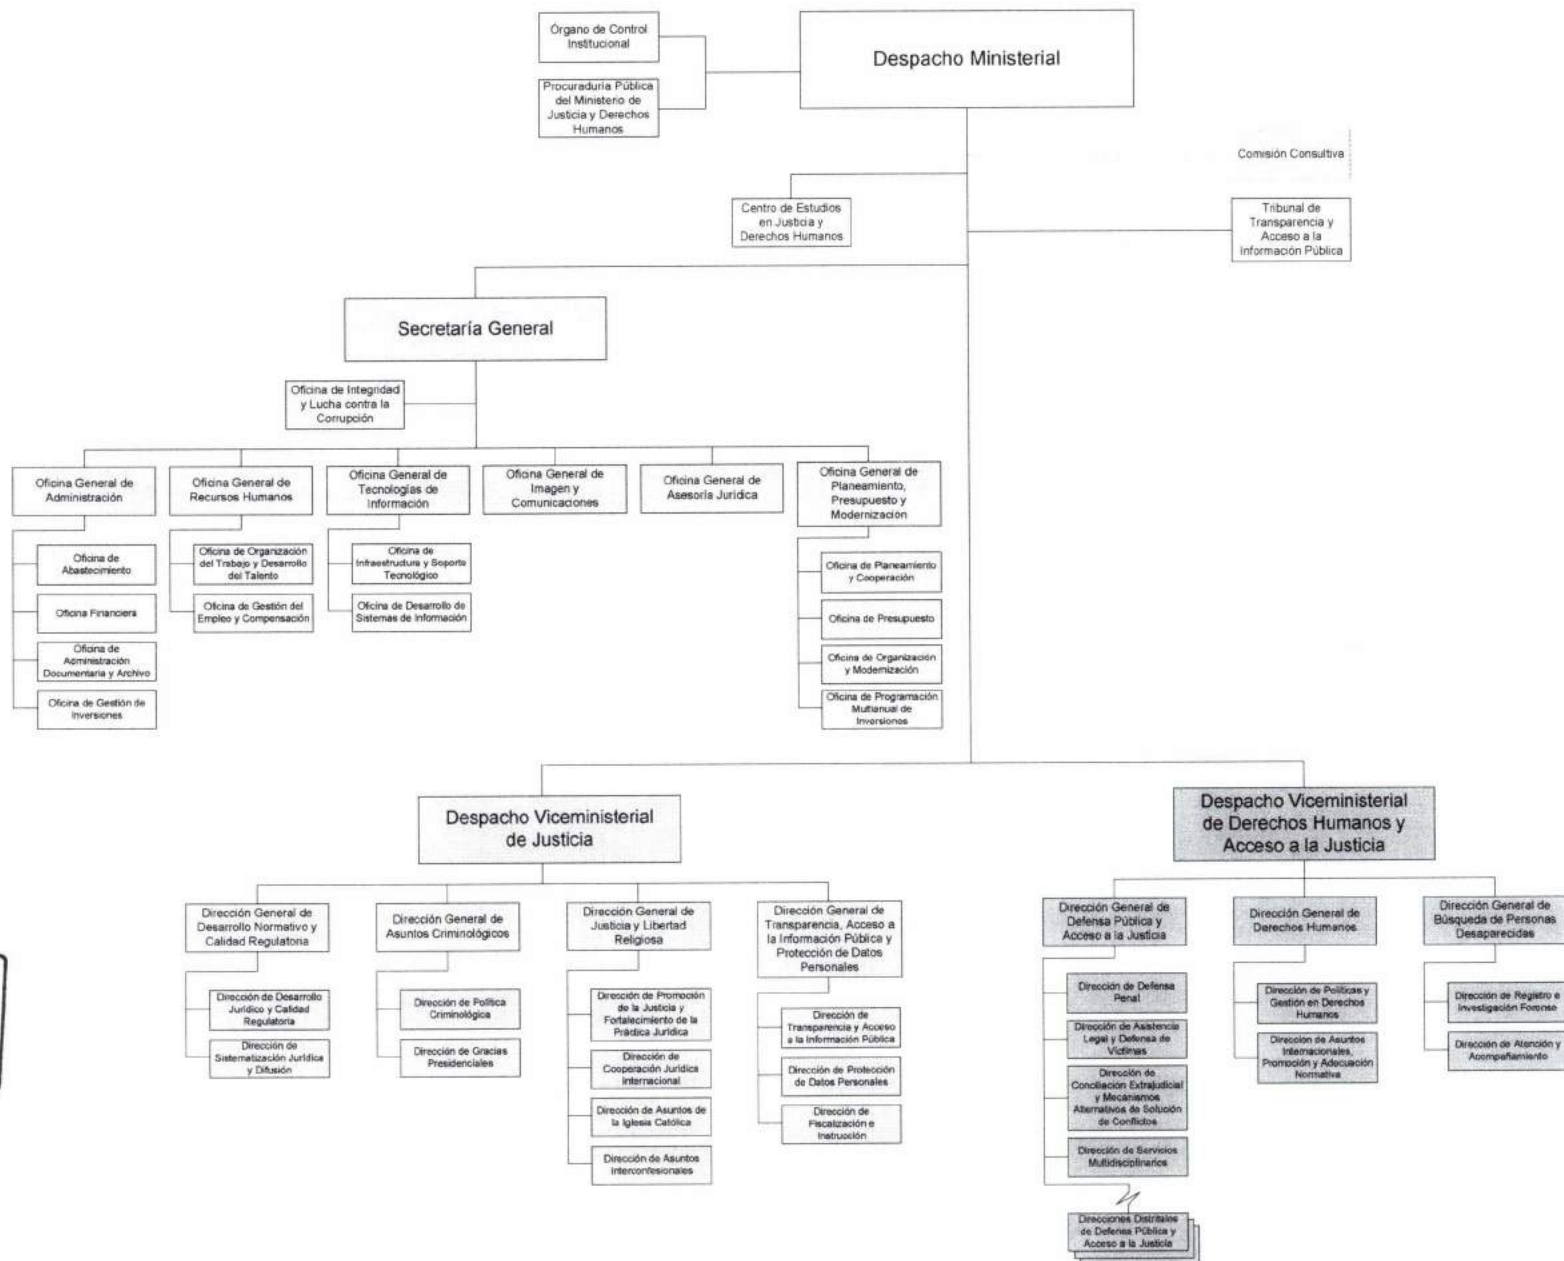 Órgano de Control
Institucional
Despacho Ministerial
Procuraduría Pública
del Ministerio de
Justicia y Derechos
Humanos
Comisión Consultiva
Centro de Estudios
en Justicia y
Derechos Humanos
Tribunal de
Transparencia y
Acceso a la
Información Pública
Secretaría General
Oficina de Integridad
y Lucha contra la
Corrupción
Oficina General de
Administración
Oficina General de
Recursos Humanos
Oficina General de
Tecnologías de
Información
Oficina General de
Imagen y
Comunicaciones
Oficina General de
Asesoría Jurídica
Oficina General de
Planeamiento,
Presupuesto y
Modernización
Oficina de
Abastecimiento
Oficina Financiera
Oficina de
Administración
Documentaria y Archivo
Oficina de Gestión de
Inversiones
Oficina de Organización
del Trabajo y Desarrollo
del Talento
Oficina de Gestión del
Empleo y Compensación
Oficina de
Infraestructura y Soporte
Tecnológico
Oficina de Desarrollo de
Sistemas de Información
Oficina de Planeamiento
y Cooperación
Oficina de Presupuesto
Oficina de Organización
y Modernización
Oficina de Programación
Multianual de
Inversiones
Despacho Viceministerial
de Justicia
Despacho Viceministerial
de Derechos Humanos y
Acceso a la Justicia
Dirección General de
Desarrollo Normativo y
Calidad Regulatoria
Dirección General de
Asuntos Criminológicos
Dirección General de
Justicia y Libertad
Religiosa
Dirección General de
Transparencia, Acceso a
la Información Pública y
Protección de Datos
Personales
Dirección General de
Defensa Pública y
Acceso a la Justicia
Dirección General de
Derechos Humanos
Dirección General de
Búsqueda de Personas
Desaparecidas
Dirección de Desarrollo
Jurídico y Calidad
Regulatoria
Dirección de
Sistematización Jurídica
y Difusión
Dirección de Política
Criminológica
Dirección de Gracias
Presidenciales
Dirección de Promoción
de la Justicia y
Fortalecimiento de la
Práctica Jurídica
Dirección de
Cooperación Jurídica
Internacional
Dirección de Asuntos de
la Iglesia Católica
Dirección de Asuntos
Interconfesionales
Dirección de
Transparencia y Acceso
a la Información Pública
Dirección de Protección
de Datos Personales
Dirección de
Fiscalización e
Instrucción
Dirección de Defensa
Penal
Dirección de Asistencia
Legal y Defensa de
Víctimas
Dirección de
Conciliación Extrajudicial
y Mecanismos
Alternativos de Solución
de Conflictos
Dirección de Servicios
Multidisciplinarios
Direcciones Distritales
de Defensa Pública y
Acceso a la Justicia
Dirección de Políticas y
Gestión en Derechos
Humanos
Dirección de Asuntos
Internacionales,
Promoción y Adecuación
Normativa
Dirección de Registro e
Investigación Forense
Dirección de Atención y
Acompañamiento